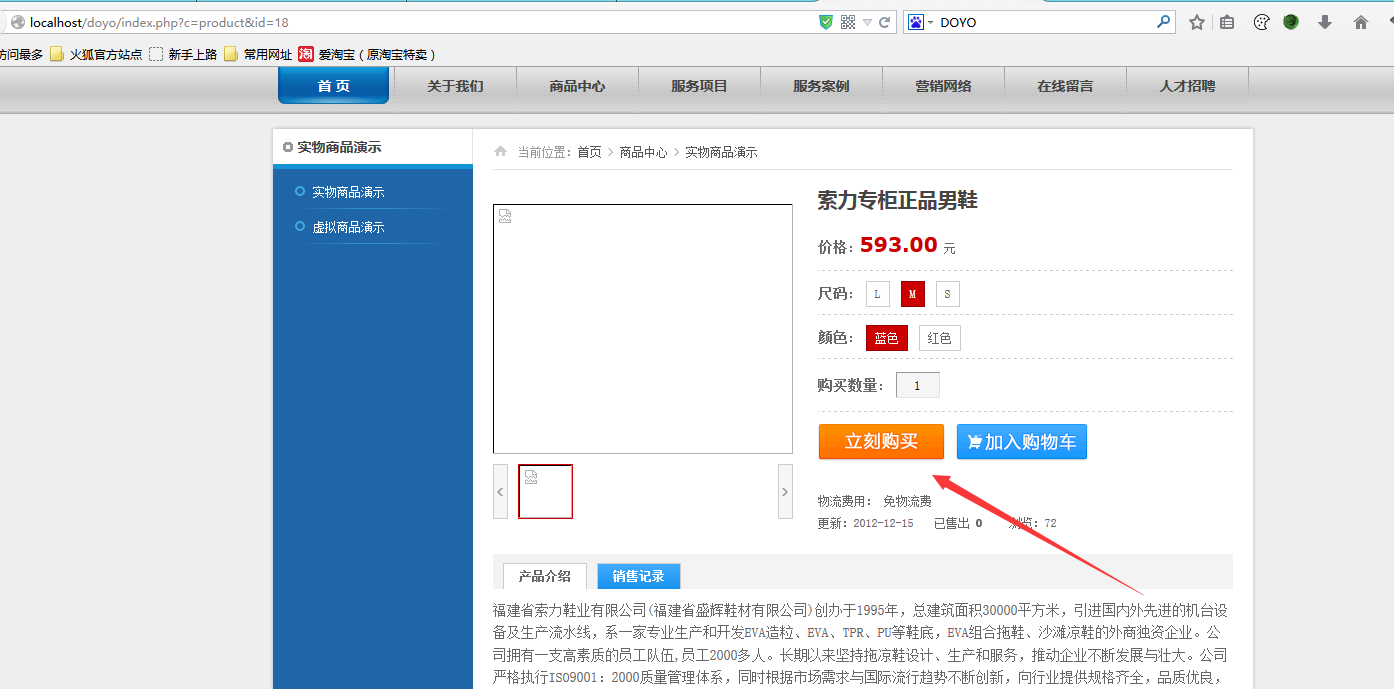 localhost/doyo/index.php?c=product&id=18
DOYO
访问最多 火狐官方站点 新手上路 常用网址 淘 爱淘宝（原淘宝特卖）
首 页 关于我们 商品中心 服务项目 服务案例 营销网络 在线留言 人才招聘
实物商品演示
实物商品演示
虚拟商品演示
当前位置：首页 > 商品中心 > 实物商品演示
索力专柜正品男鞋
价格：593.00 元
尺码： L M S
颜色： 蓝色 红色
购买数量： 1
立刻购买 加入购物车
物流费用： 免物流费
更新：2012-12-15 已售出 0 浏览：72
产品介绍 销售记录
福建省索力鞋业有限公司(福建省盛辉鞋材有限公司)创办于1995年，总建筑面积30000平方米，引进国内外先进的机台设
备及生产流水线，系一家专业生产和开发EVA造粒、EVA、TPR、PU等鞋底，EVA组合拖鞋、沙滩凉鞋的外商独资企业。公
司拥有一支高素质的员工队伍,员工2000多人。长期以来坚持拖凉鞋设计、生产和服务，推动企业不断发展与壮大。公司
严格执行ISO9001：2000质量管理体系，同时根据市场需求与国际流行趋势不断创新，向行业提供规格齐全，品质优良，